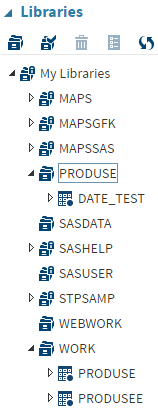 Libraries
My Libraries
MAPS
MAPSGFK
MAPSSAS
PRODUSE
DATE_TEST
SASDATA
SASHELP
SASUSER
STPSAMP
WEBWORK
WORK
PRODUSE
PRODUSEE